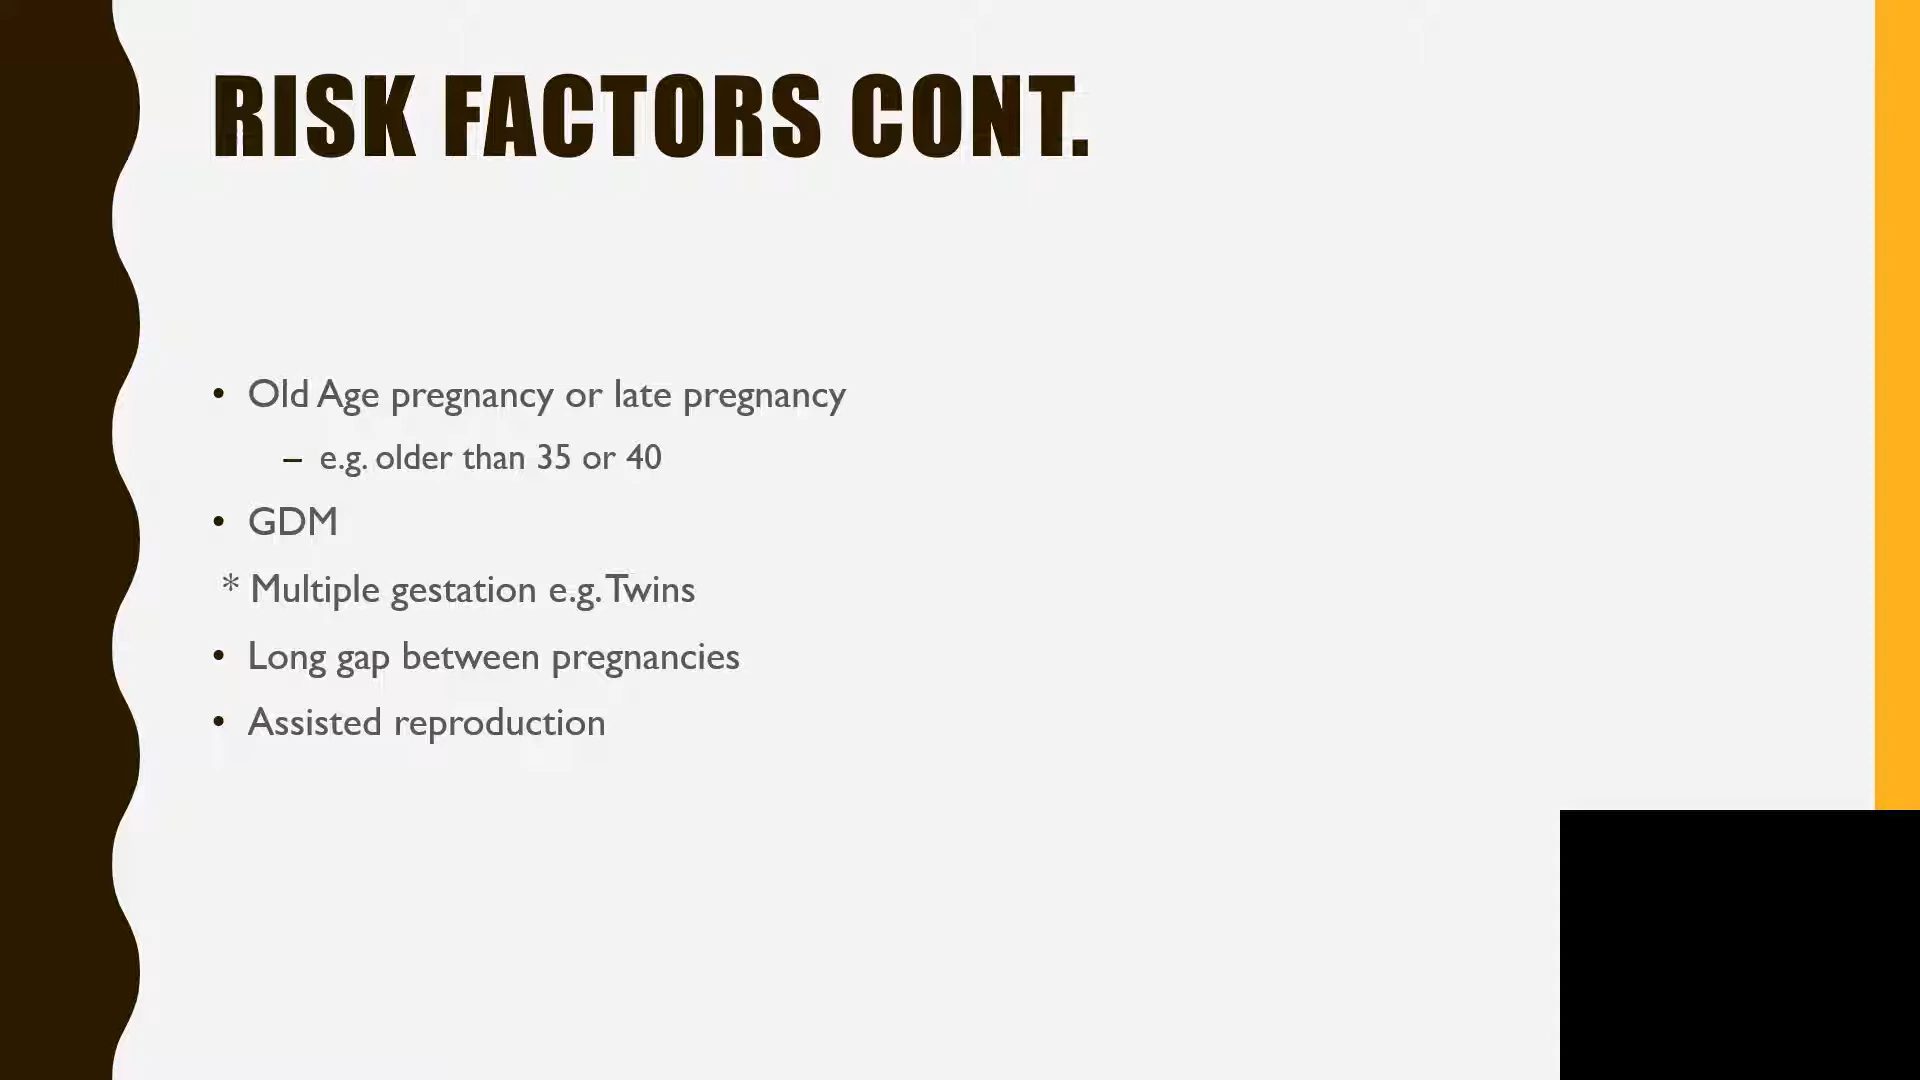 RISK FACTORS CONT.
• Old Age pregnancy or late pregnancy
– e.g. older than 35 or 40
• GDM
* Multiple gestation e.g. Twins
• Long gap between pregnancies
• Assisted reproduction